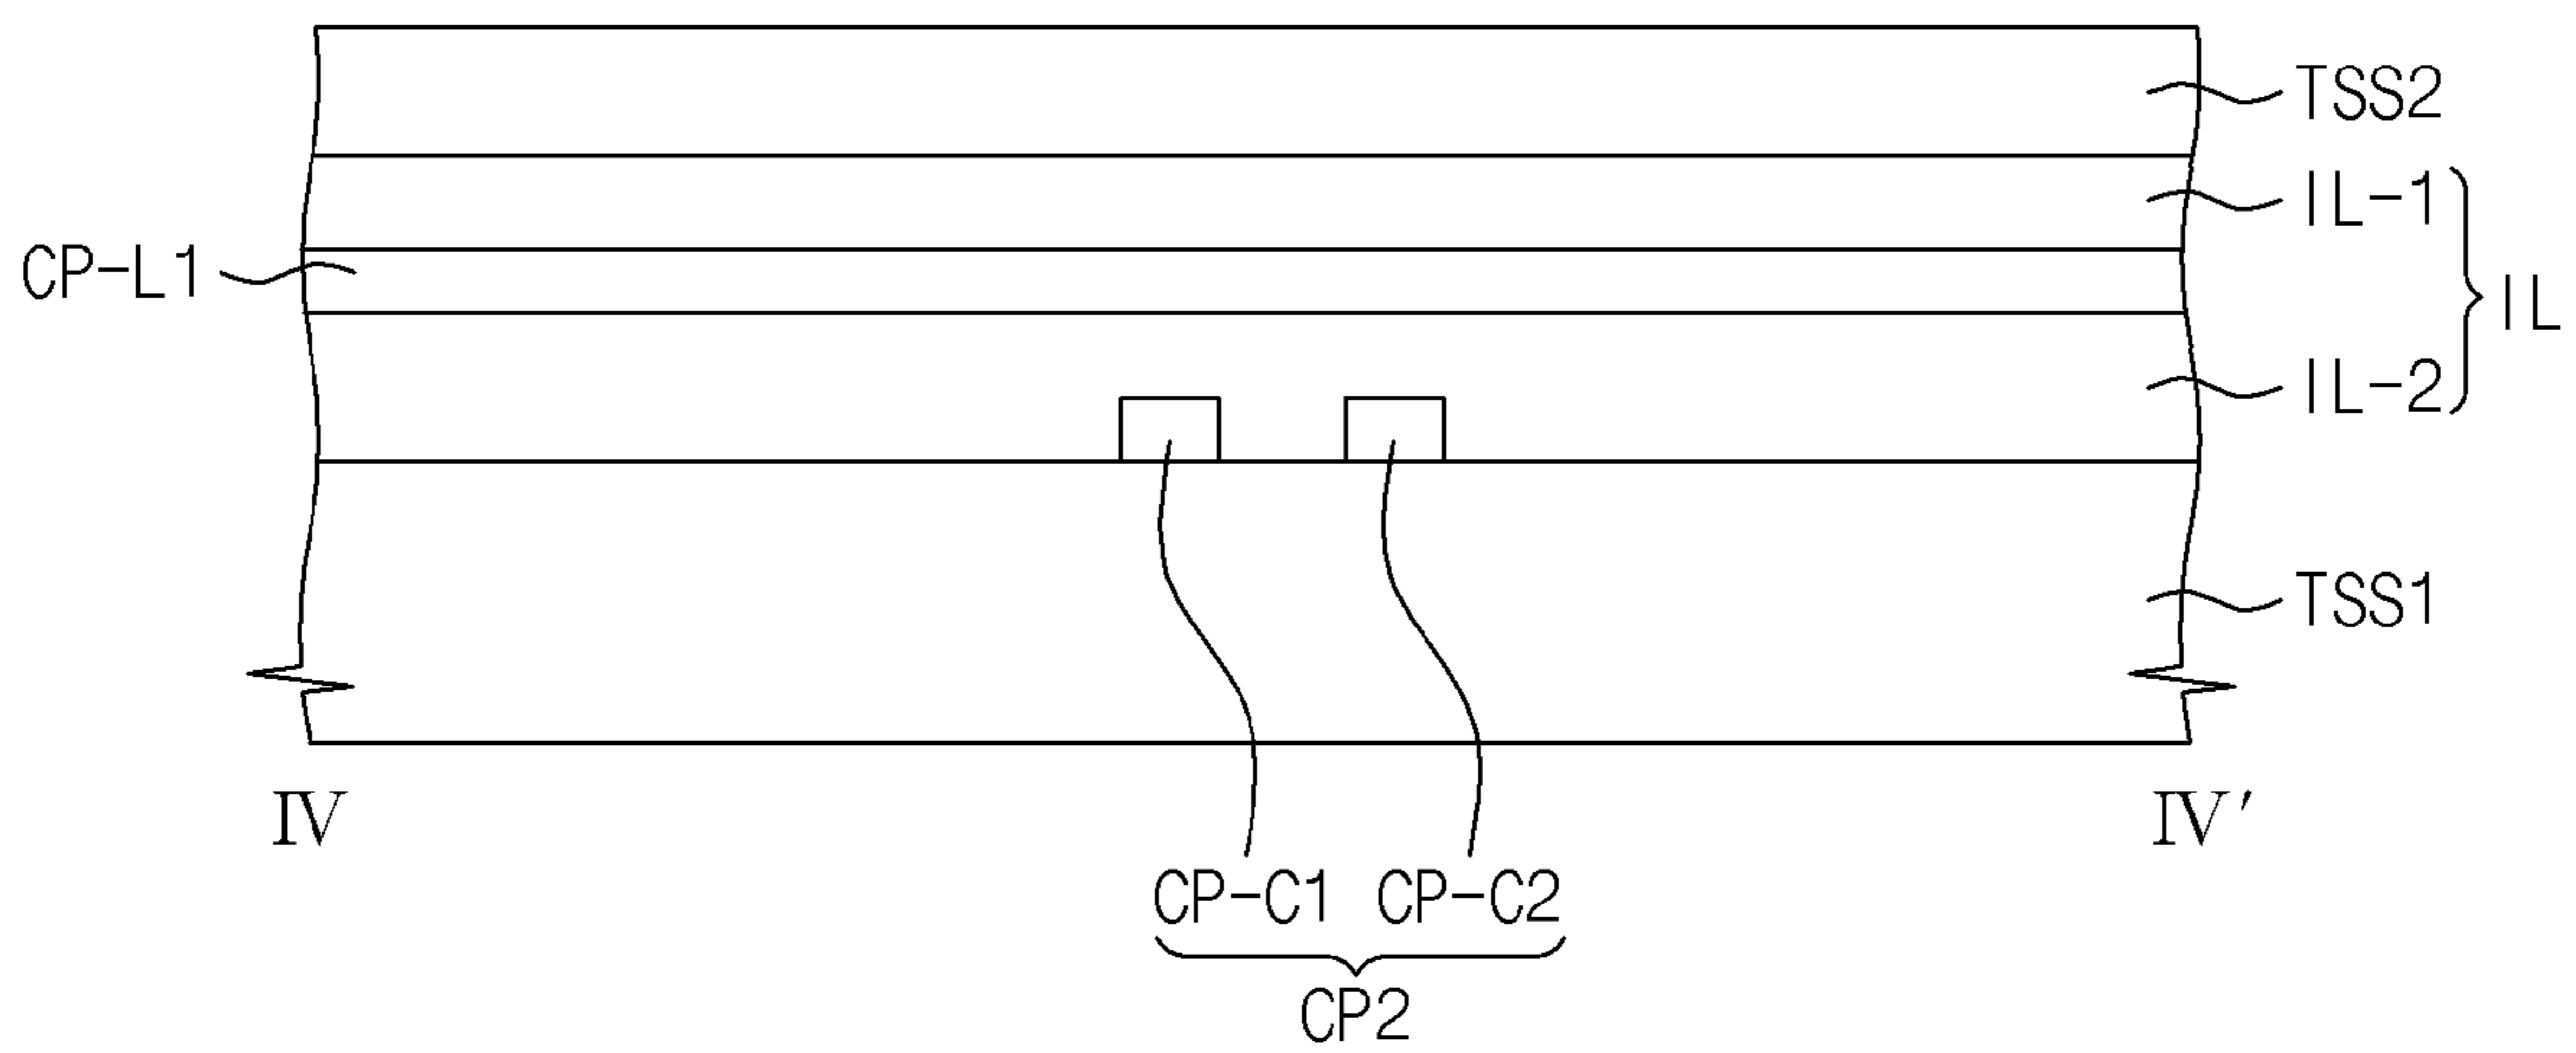 TSS2
IL-1
CP-L1
IL
IL-2
TSS1
IV IV'
CP-C1 CP-C2
CP2